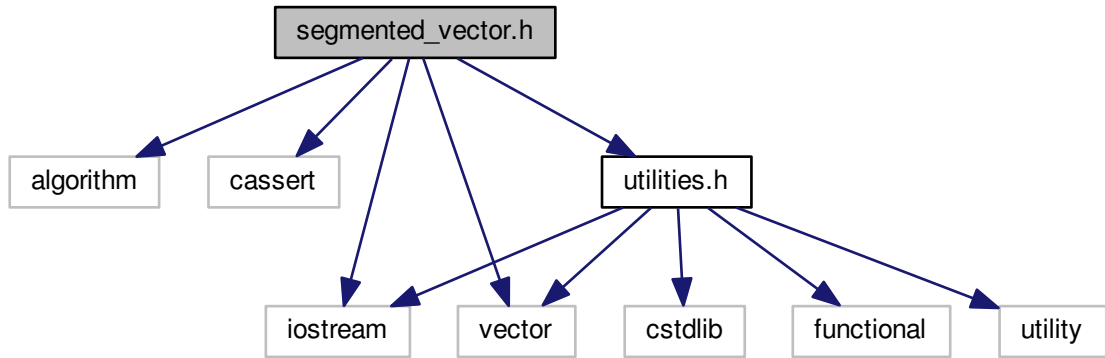 segmented_vector.h
algorithm
cassert
utilities.h
iostream
vector
cstdlib
functional
utility